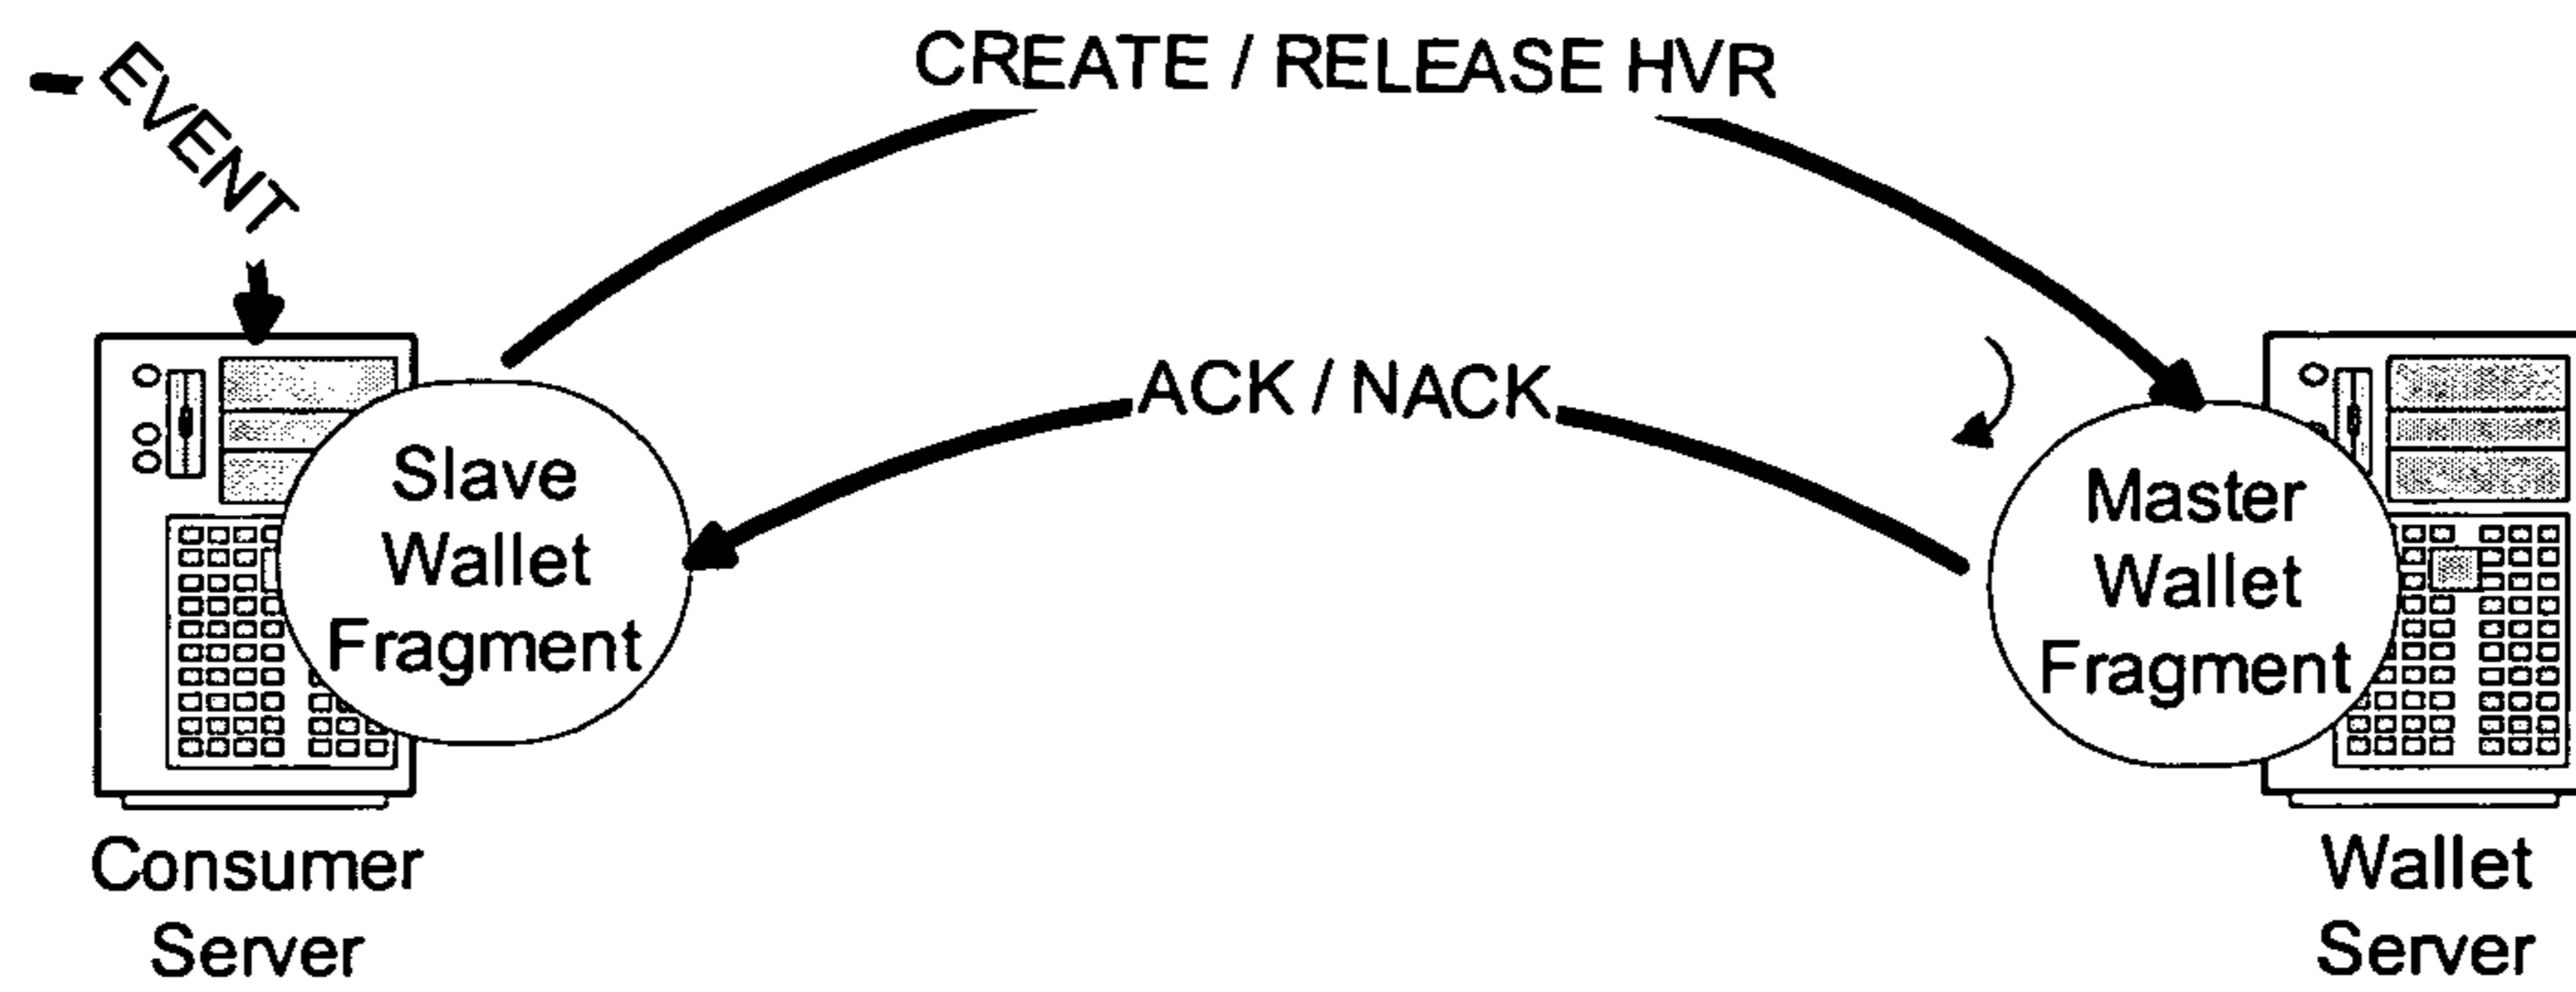 EVENT
CREATE / RELEASE HVR
ACK / NACK
Slave
Wallet
Fragment
Master
Wallet
Fragment
Consumer
Server
Wallet
Server